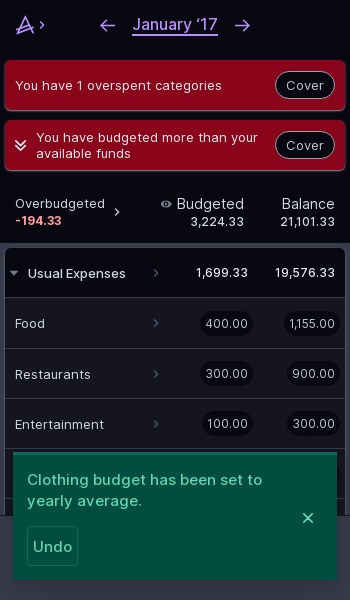 January ‘17
You have 1 overspent categories
Cover
You have budgeted more than your
available funds
Cover
Overbudgeted
Budgeted
Balance
-194.33
3,224.33
21,101.33
Usual Expenses
1,699.33
19,576.33
Food
400.00
1,155.00
Restaurants
300.00
900.00
Entertainment
100.00
300.00
Clothing budget has been set to
yearly average.
Undo